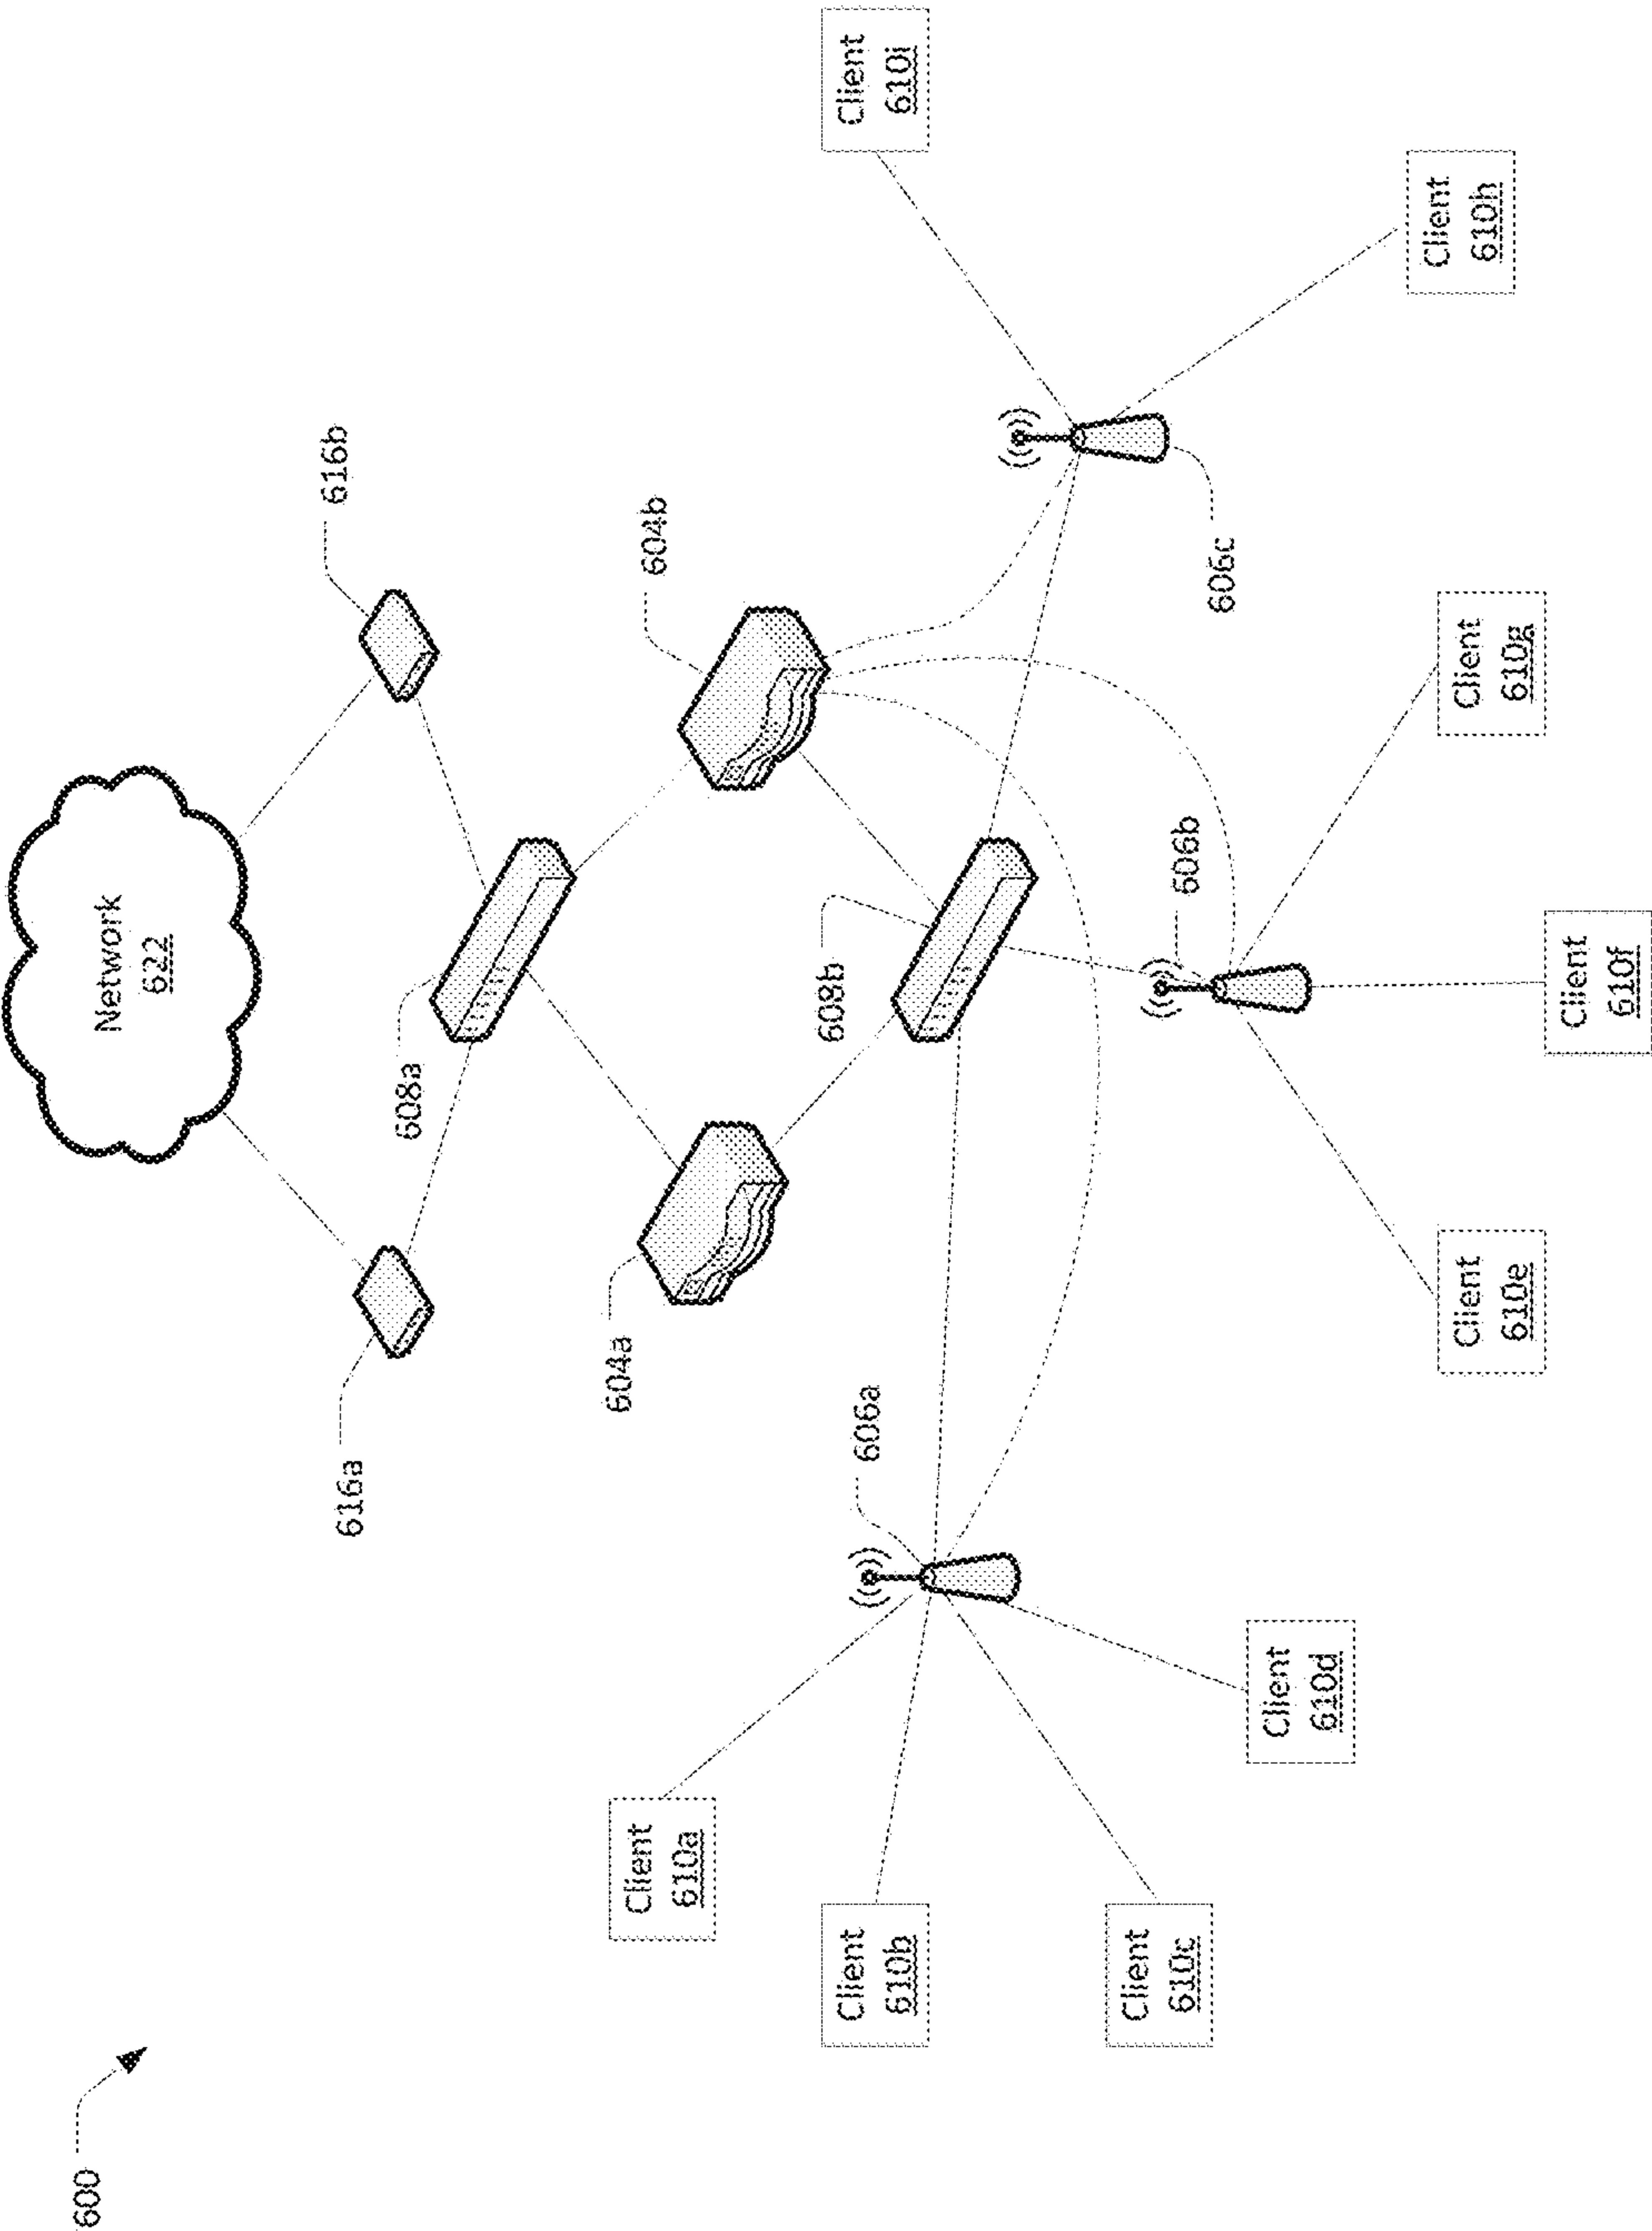 600
Network
622
616a
616b
608a
604a
604b
608b
606a
606b
606c
Client
610a
Client
610b
Client
610c
Client
610d
Client
610e
Client
610f
Client
610g
Client
610h
Client
610i